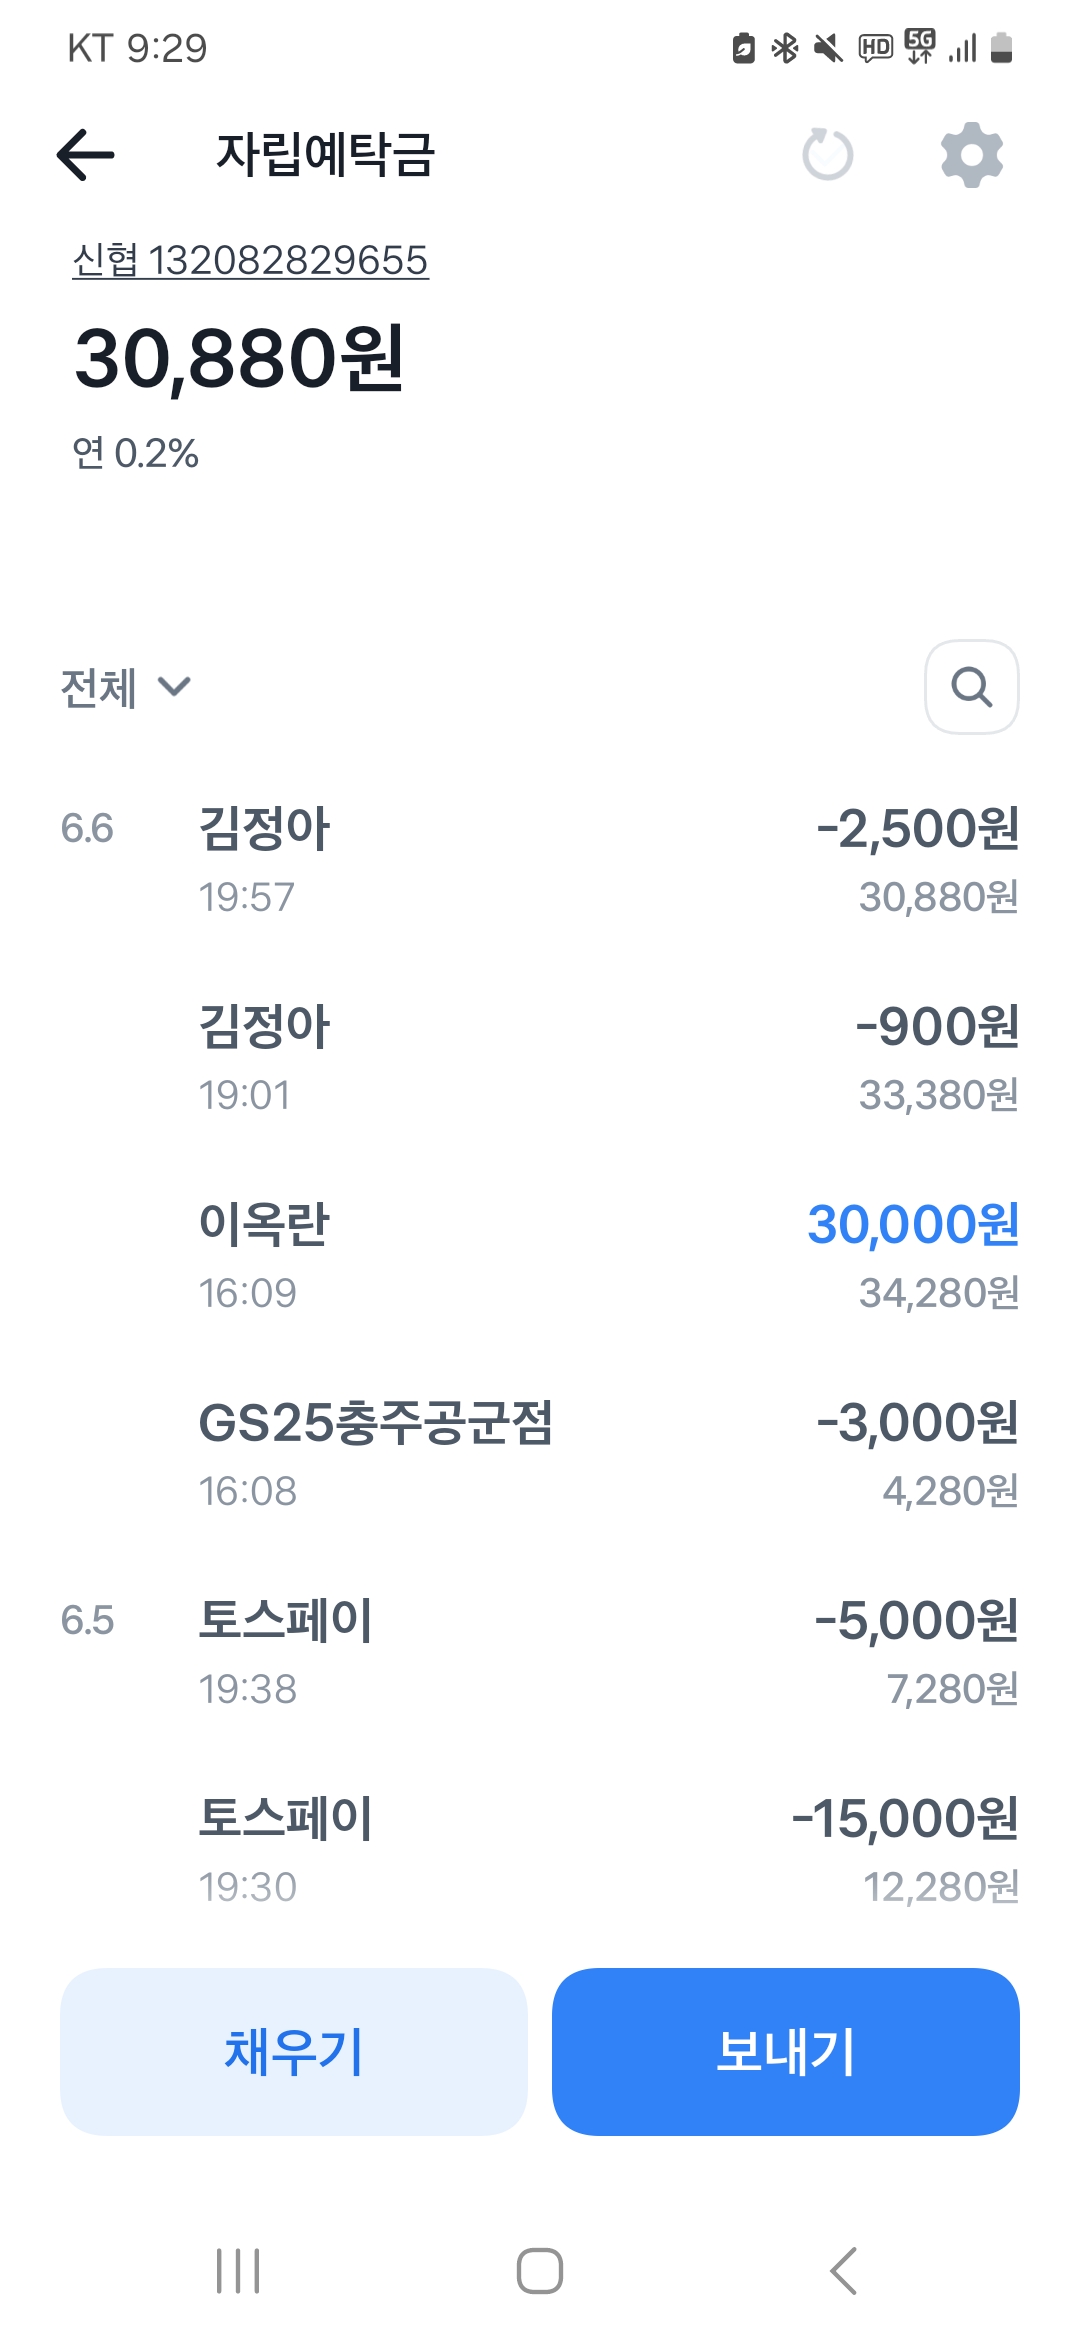 KT 9:29
HD 5G
자립예탁금
신협 132082829655
30,880원
연 0.2%
전체
6.6 김정아 -2,500원
19:57 30,880원
김정아 -900원
19:01 33,380원
이옥란 30,000원
16:09 34,280원
GS25충주공군점 -3,000원
16:08 4,280원
6.5 토스페이 -5,000원
19:38 7,280원
토스페이 -15,000원
19:30 12,280원
채우기 보내기